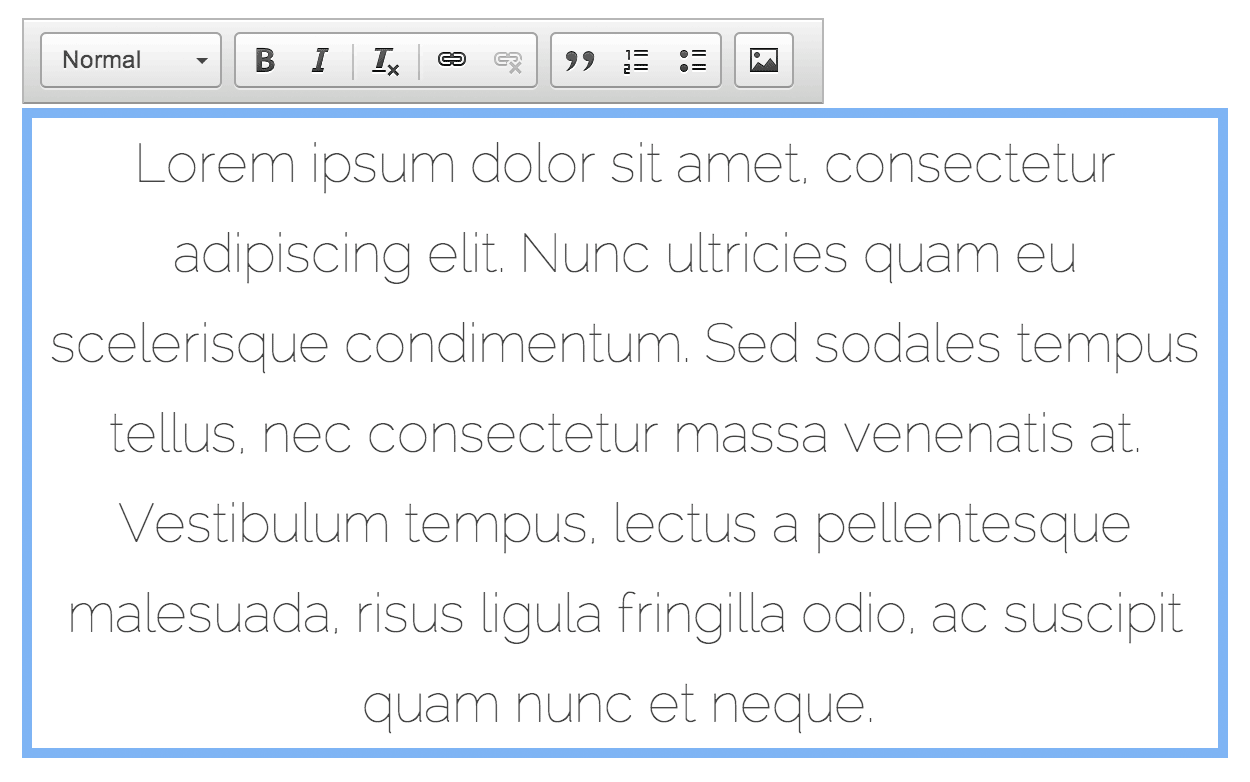 Normal
B I
Lorem ipsum dolor sit amet, consectetur
adipiscing elit. Nunc ultricies quam eu
scelerisque condimentum. Sed sodales tempus
tellus, nec consectetur massa venenatis at.
Vestibulum tempus, lectus a pellentesque
malesuada, risus ligula fringilla odio, ac suscipit
quam nunc et neque.